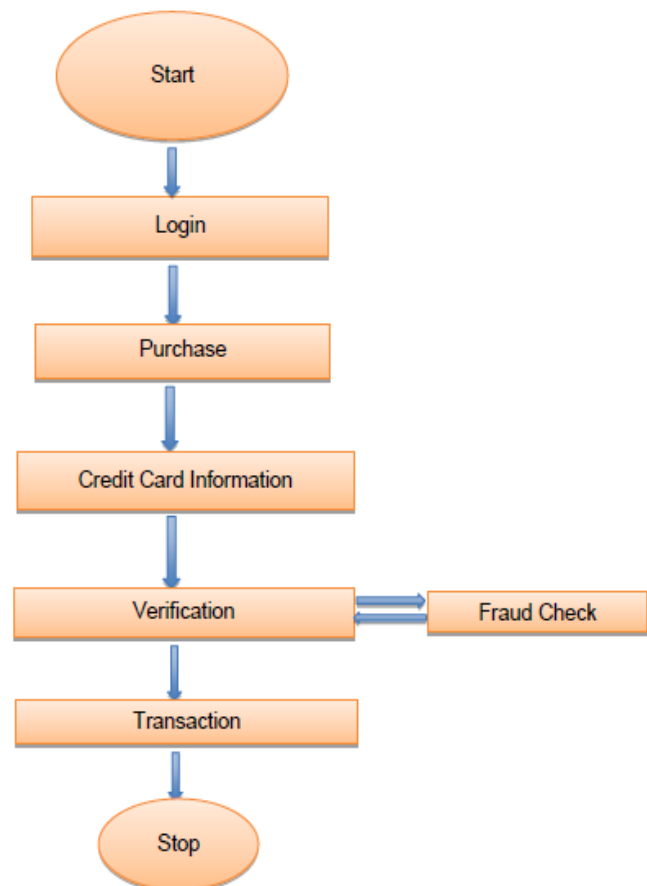 Start
Login
Purchase
Credit Card Information
Verification
Fraud Check
Transaction
Stop